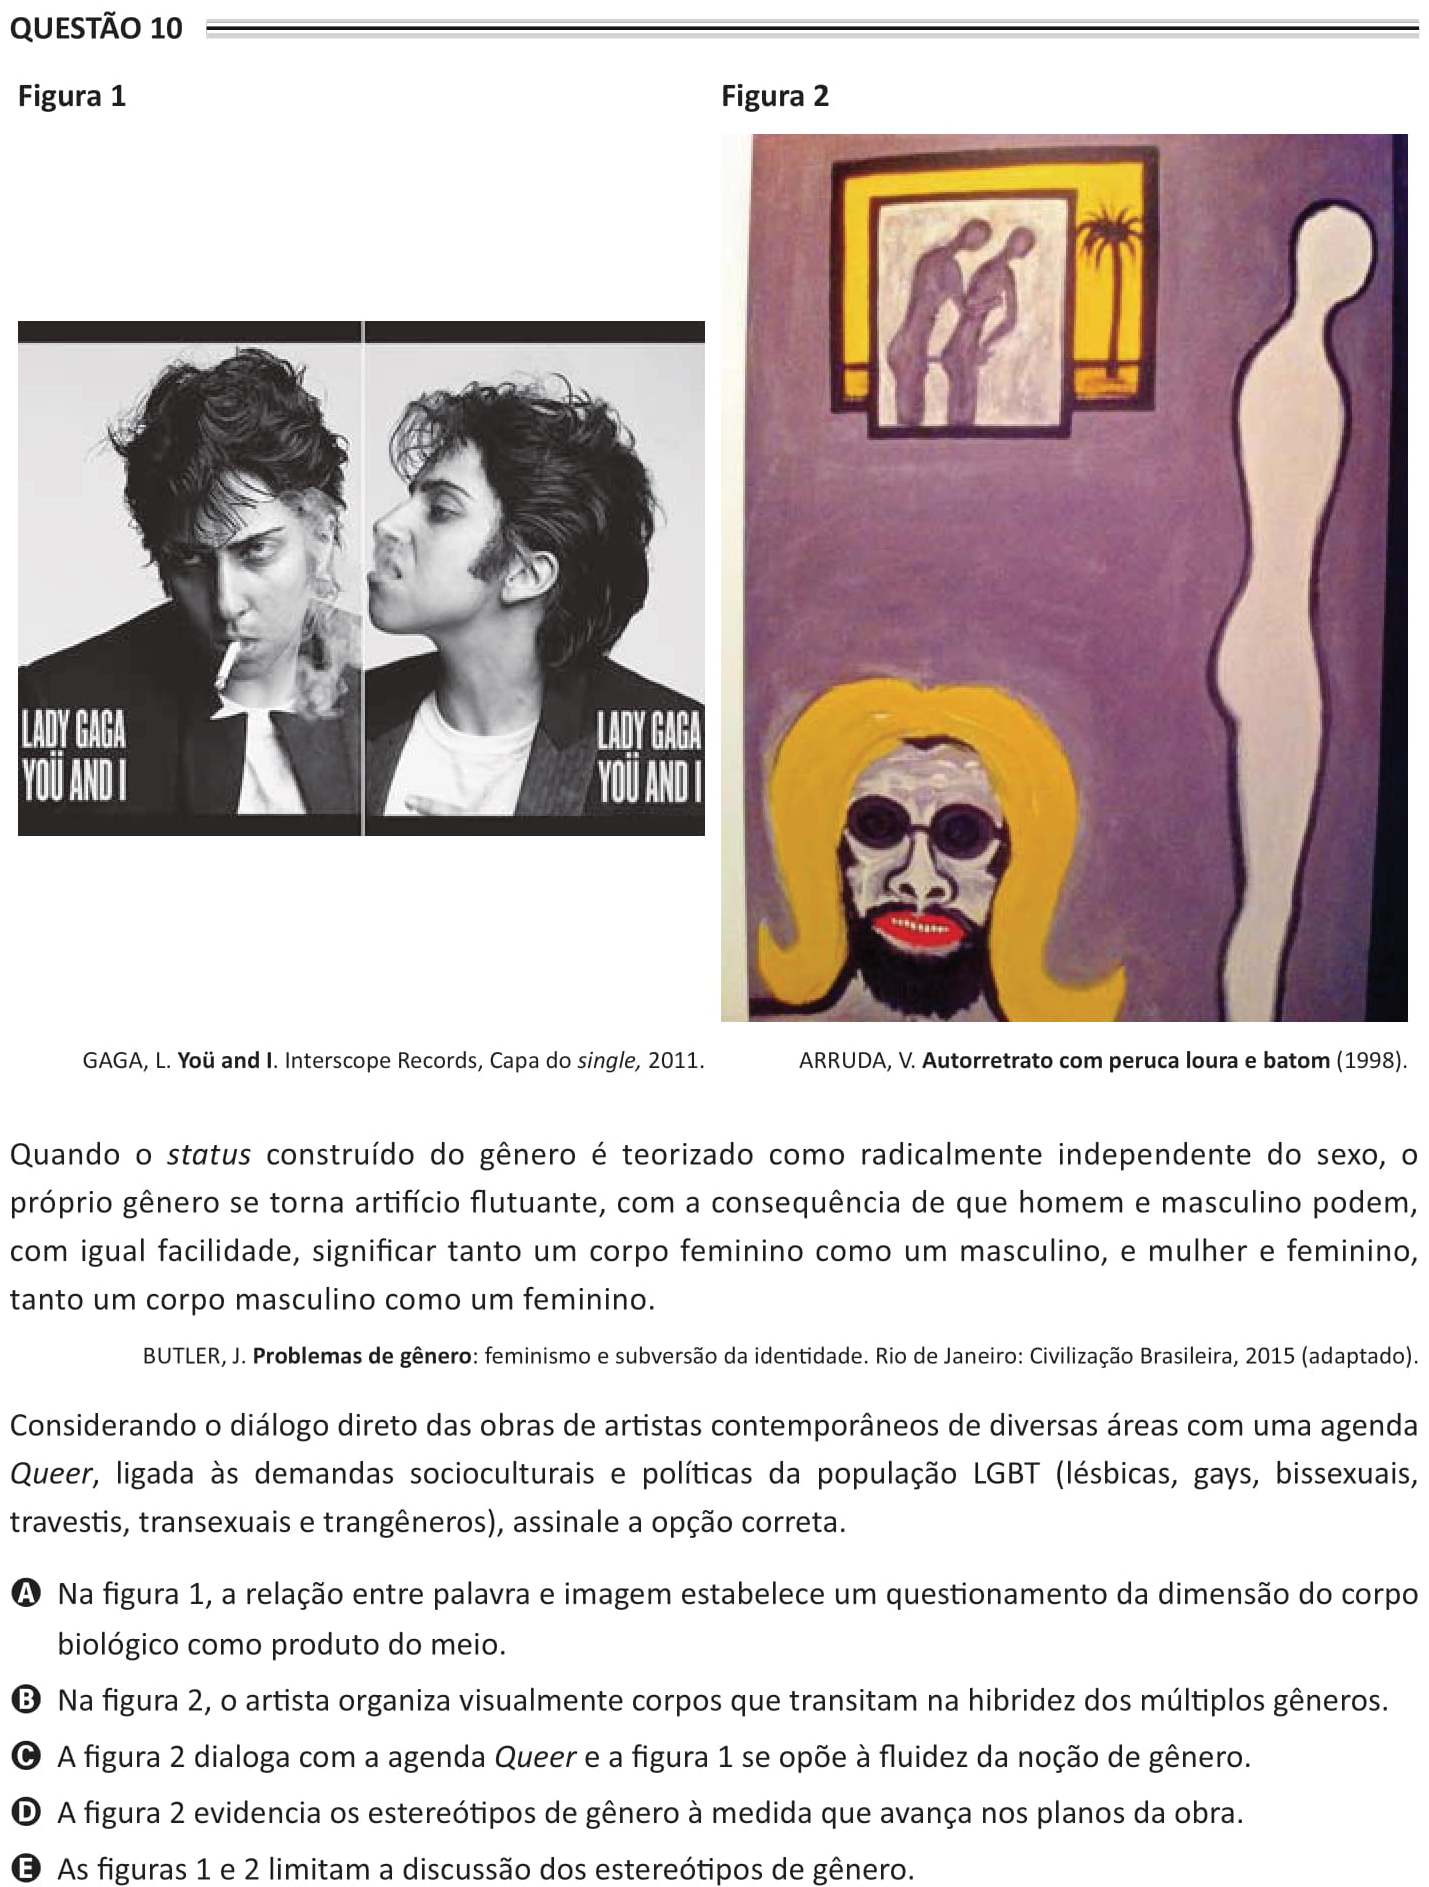 QUESTÃO 10
Figura 1
Figura 2
LADY GAGA
YOÜ AND I
LADY GAGA
YOÜ AND I
GAGA, L. Yoü and I. Interscope Records, Capa do single, 2011.
ARRUDA, V. Autorretrato com peruca loura e batom (1998).
Quando o status construído do gênero é teorizado como radicalmente independente do sexo, o
próprio gênero se torna artifício flutuante, com a consequência de que homem e masculino podem,
com igual facilidade, significar tanto um corpo feminino como um masculino, e mulher e feminino,
tanto um corpo masculino como um feminino.
BUTLER, J. Problemas de gênero: feminismo e subversão da identidade. Rio de Janeiro: Civilização Brasileira, 2015 (adaptado).
Considerando o diálogo direto das obras de artistas contemporâneos de diversas áreas com uma agenda
Queer, ligada às demandas socioculturais e políticas da população LGBT (lésbicas, gays, bissexuais,
travestis, transexuais e trangêneros), assinale a opção correta.
A Na figura 1, a relação entre palavra e imagem estabelece um questionamento da dimensão do corpo
biológico como produto do meio.
B Na figura 2, o artista organiza visualmente corpos que transitam na hibridez dos múltiplos gêneros.
C A figura 2 dialoga com a agenda Queer e a figura 1 se opõe à fluidez da noção de gênero.
D A figura 2 evidencia os estereótipos de gênero à medida que avança nos planos da obra.
E As figuras 1 e 2 limitam a discussão dos estereótipos de gênero.